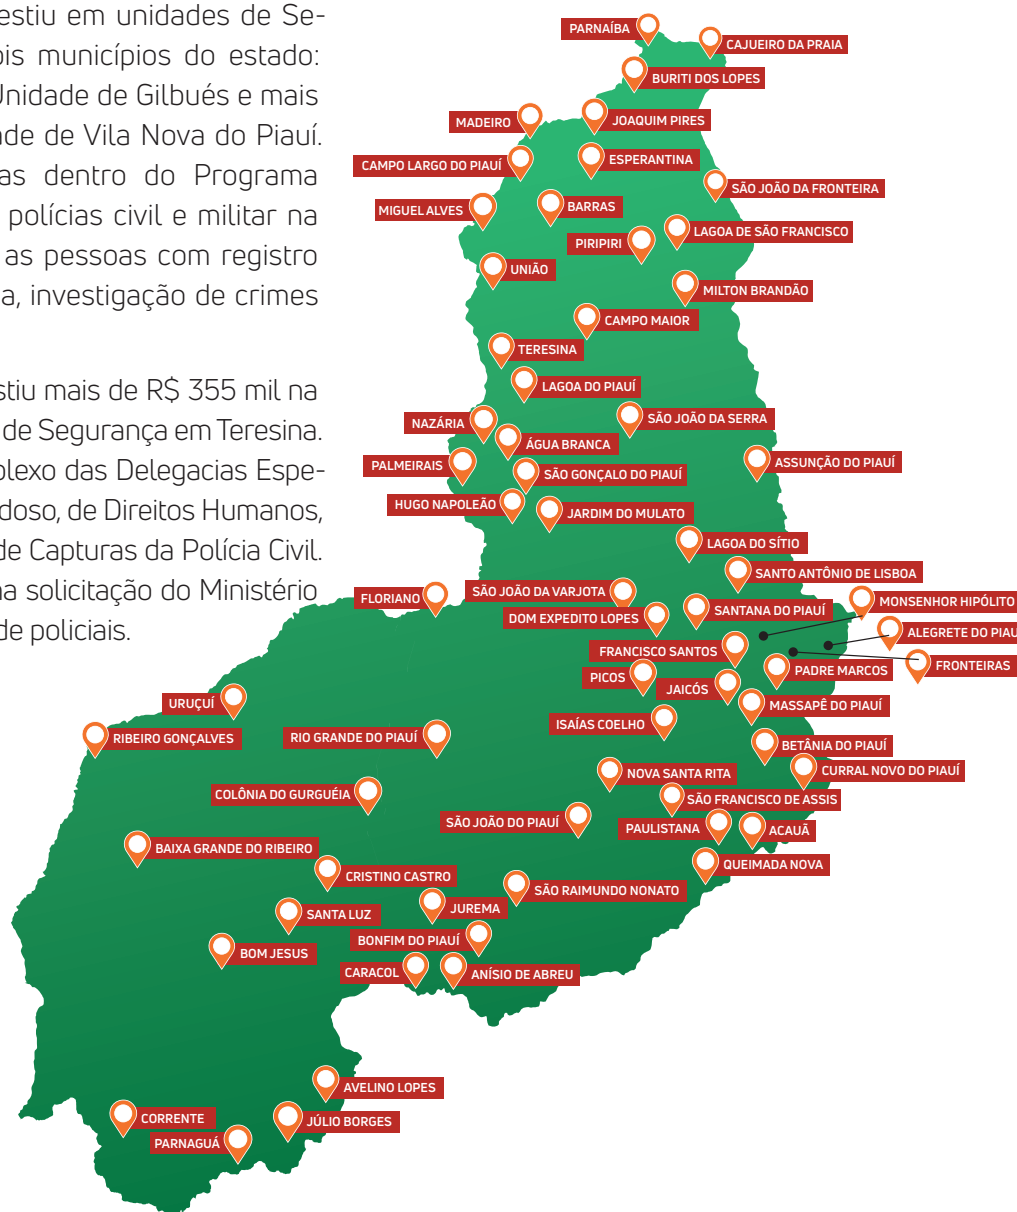 estiu em unidades de Se-
ois municípios do estado:
Unidade de Gilbués e mais
ade de Vila Nova do Piauí.
as dentro do Programa
polícias civil e militar na
as pessoas com registro
a, investigação de crimes
stiu mais de R$ 355 mil na
de Segurança em Teresina.
plexo das Delegacias Espe-
doso, de Direitos Humanos,
de Capturas da Polícia Civil.
na solicitação do Ministério
de policiais.
PARNAÍBA
CAJUEIRO DA PRAIA
BURITI DOS LOPES
MADEIRO
JOAQUIM PIRES
CAMPO LARGO DO PIAUÍ
ESPERANTINA
SÃO JOÃO DA FRONTEIRA
MIGUEL ALVES
BARRAS
LAGOA DE SÃO FRANCISCO
PIRIPIRI
UNIÃO
MILTON BRANDÃO
CAMPO MAIOR
TERESINA
LAGOA DO PIAUÍ
NAZÁRIA
SÃO JOÃO DA SERRA
ÁGUA BRANCA
PALMEIRAIS
ASSUNÇÃO DO PIAUÍ
SÃO GONÇALO DO PIAUÍ
HUGO NAPOLEÃO
JARDIM DO MULATO
LAGOA DO SÍTIO
SANTO ANTÔNIO DE LISBOA
FLORIANO
SÃO JOÃO DA VARJOTA
MONSENHOR HIPÓLITO
DOM EXPEDITO LOPES
SANTANA DO PIAUÍ
ALEGRETE DO PIAU
FRANCISCO SANTOS
FRONTEIRAS
PICOS
PADRE MARCOS
JAICÓS
URUÇUÍ
MASSAPÊ DO PIAUÍ
ISAÍAS COELHO
RIBEIRO GONÇALVES
RIO GRANDE DO PIAUÍ
BETÂNIA DO PIAUÍ
NOVA SANTA RITA
CURRAL NOVO DO PIAUÍ
COLÔNIA DO GURGUÉIA
SÃO FRANCISCO DE ASSIS
SÃO JOÃO DO PIAUÍ
PAULISTANA
ACAUÃ
BAIXA GRANDE DO RIBEIRO
QUEIMADA NOVA
CRISTINO CASTRO
SÃO RAIMUNDO NONATO
SANTA LUZ
JUREMA
BONFIM DO PIAUÍ
BOM JESUS
CARACOL
ANÍSIO DE ABREU
AVELINO LOPES
CORRENTE
JÚLIO BORGES
PARNAGUÁ